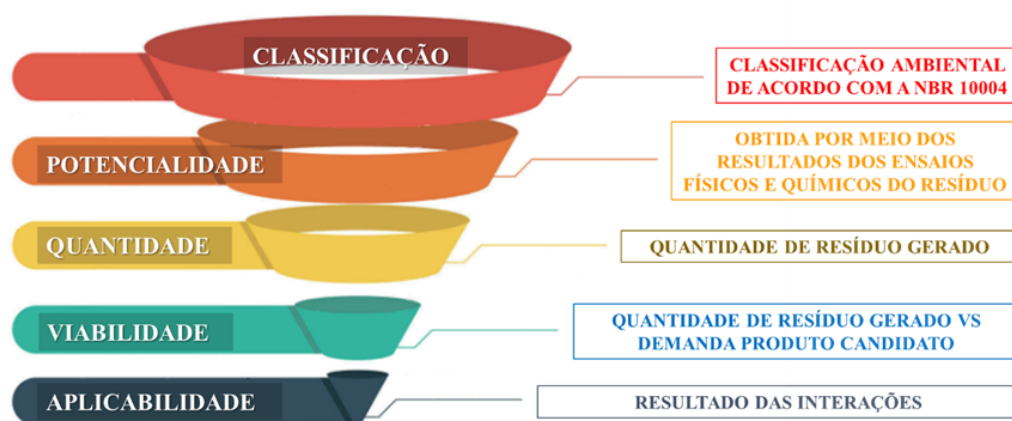 CLASSIFICAÇÃO
CLASSIFICAÇÃO AMBIENTAL
DE ACORDO COM A NBR 10004
POTENCIALIDADE
OBTIDA POR MEIO DOS
RESULTADOS DOS ENSAIOS
FÍSICOS E QUÍMICOS DO RESÍDUO
QUANTIDADE
QUANTIDADE DE RESÍDUO GERADO
VIABILIDADE
QUANTIDADE DE RESÍDUO GERADO VS
DEMANDA PRODUTO CANDIDATO
APLICABILIDADE
RESULTADO DAS INTERAÇÕES